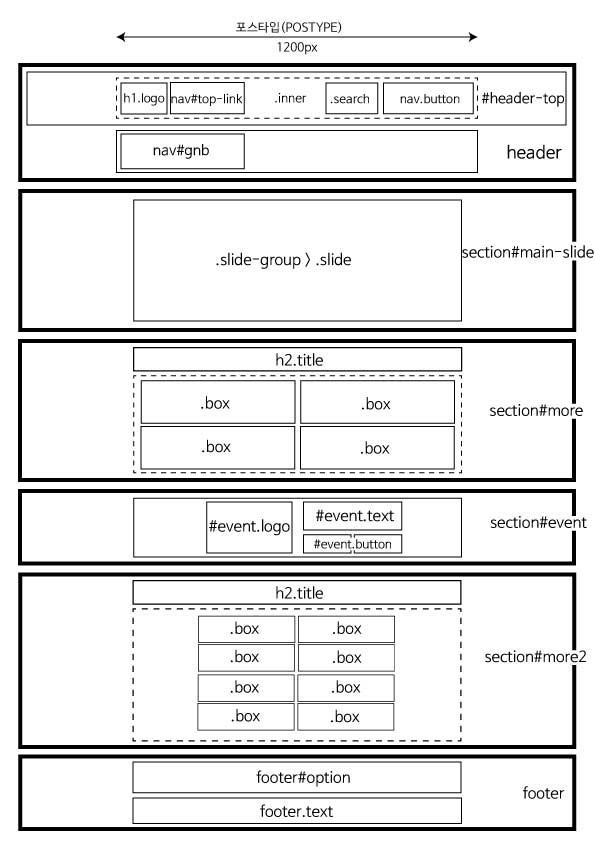 포스타입(POSTYPE)
1200px
h1.logo nav#top-link .inner .search nav.button #header-top
nav#gnb header
.slide-group > .slide section#main-slide
h2.title
.box .box
section#more
.box .box
#event.logo #event.text section#event
#event.button
h2.title
.box .box
.box .box section#more2
.box .box
.box .box
footer#option
footer
footer.text